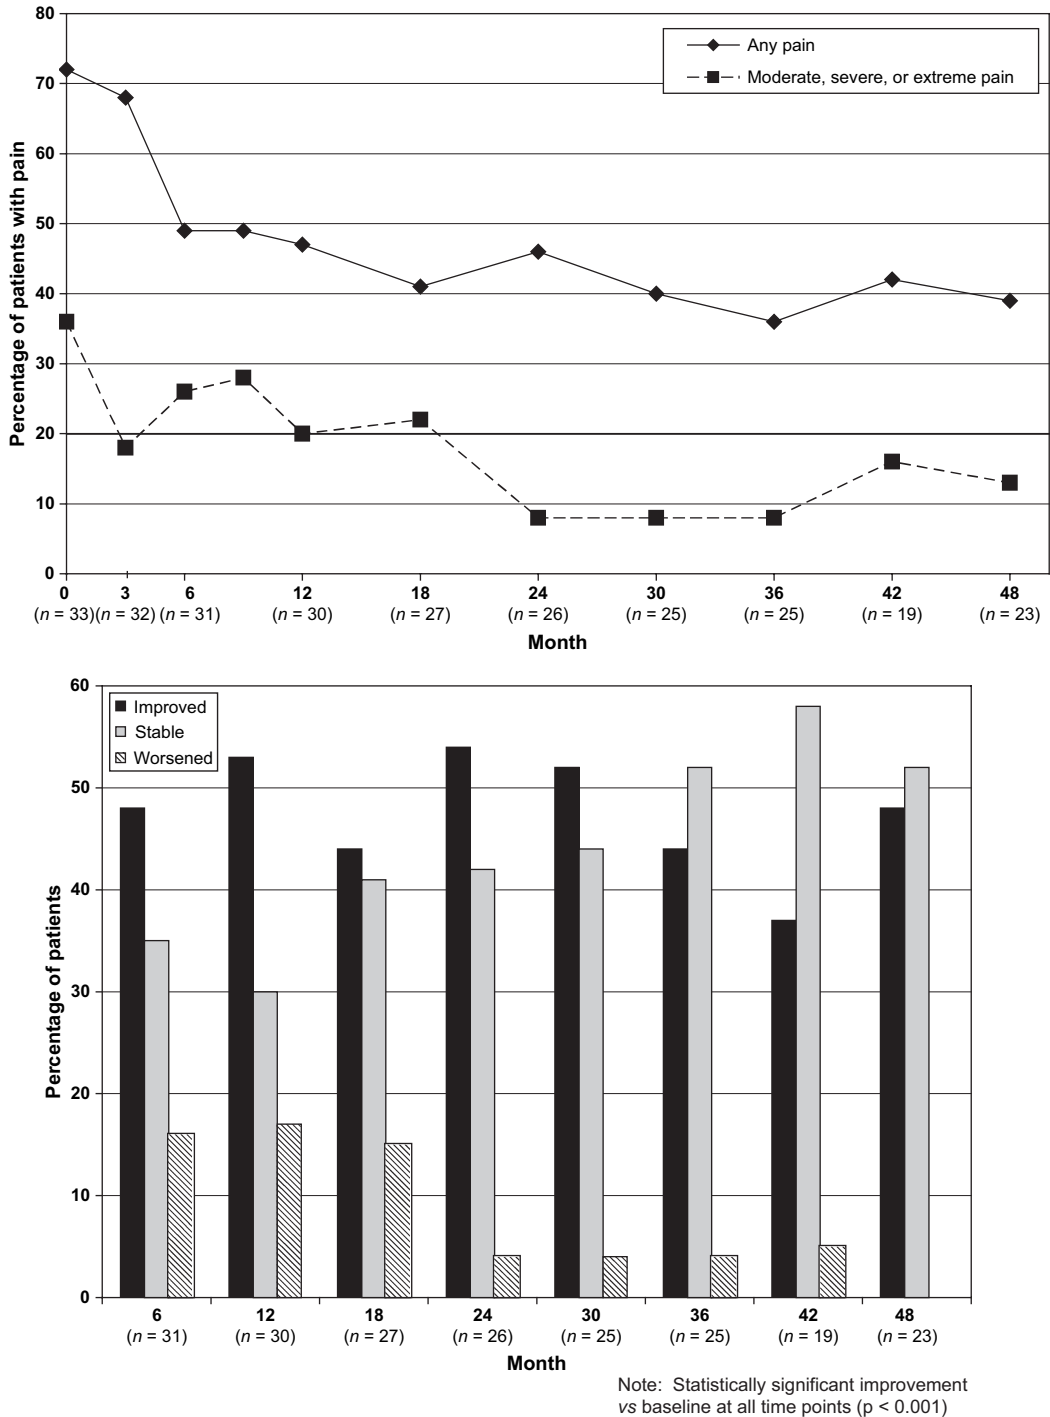 80
70
60
50
40
30
20
10
0
Percentage of patients with pain
Any pain
Moderate, severe, or extreme pain
0 3 6 12 18 24 30 36 42 48
(n = 33) (n = 32) (n = 31) (n = 30) (n = 27) (n = 26) (n = 25) (n = 25) (n = 19) (n = 23)
Month
60
50
40
30
20
10
0
Percentage of patients
Improved
Stable
Worsened
6 12 18 24 30 36 42 48
(n = 31) (n = 30) (n = 27) (n = 26) (n = 25) (n = 25) (n = 19) (n = 23)
Month
Note: Statistically significant improvement
vs baseline at all time points (p < 0.001)